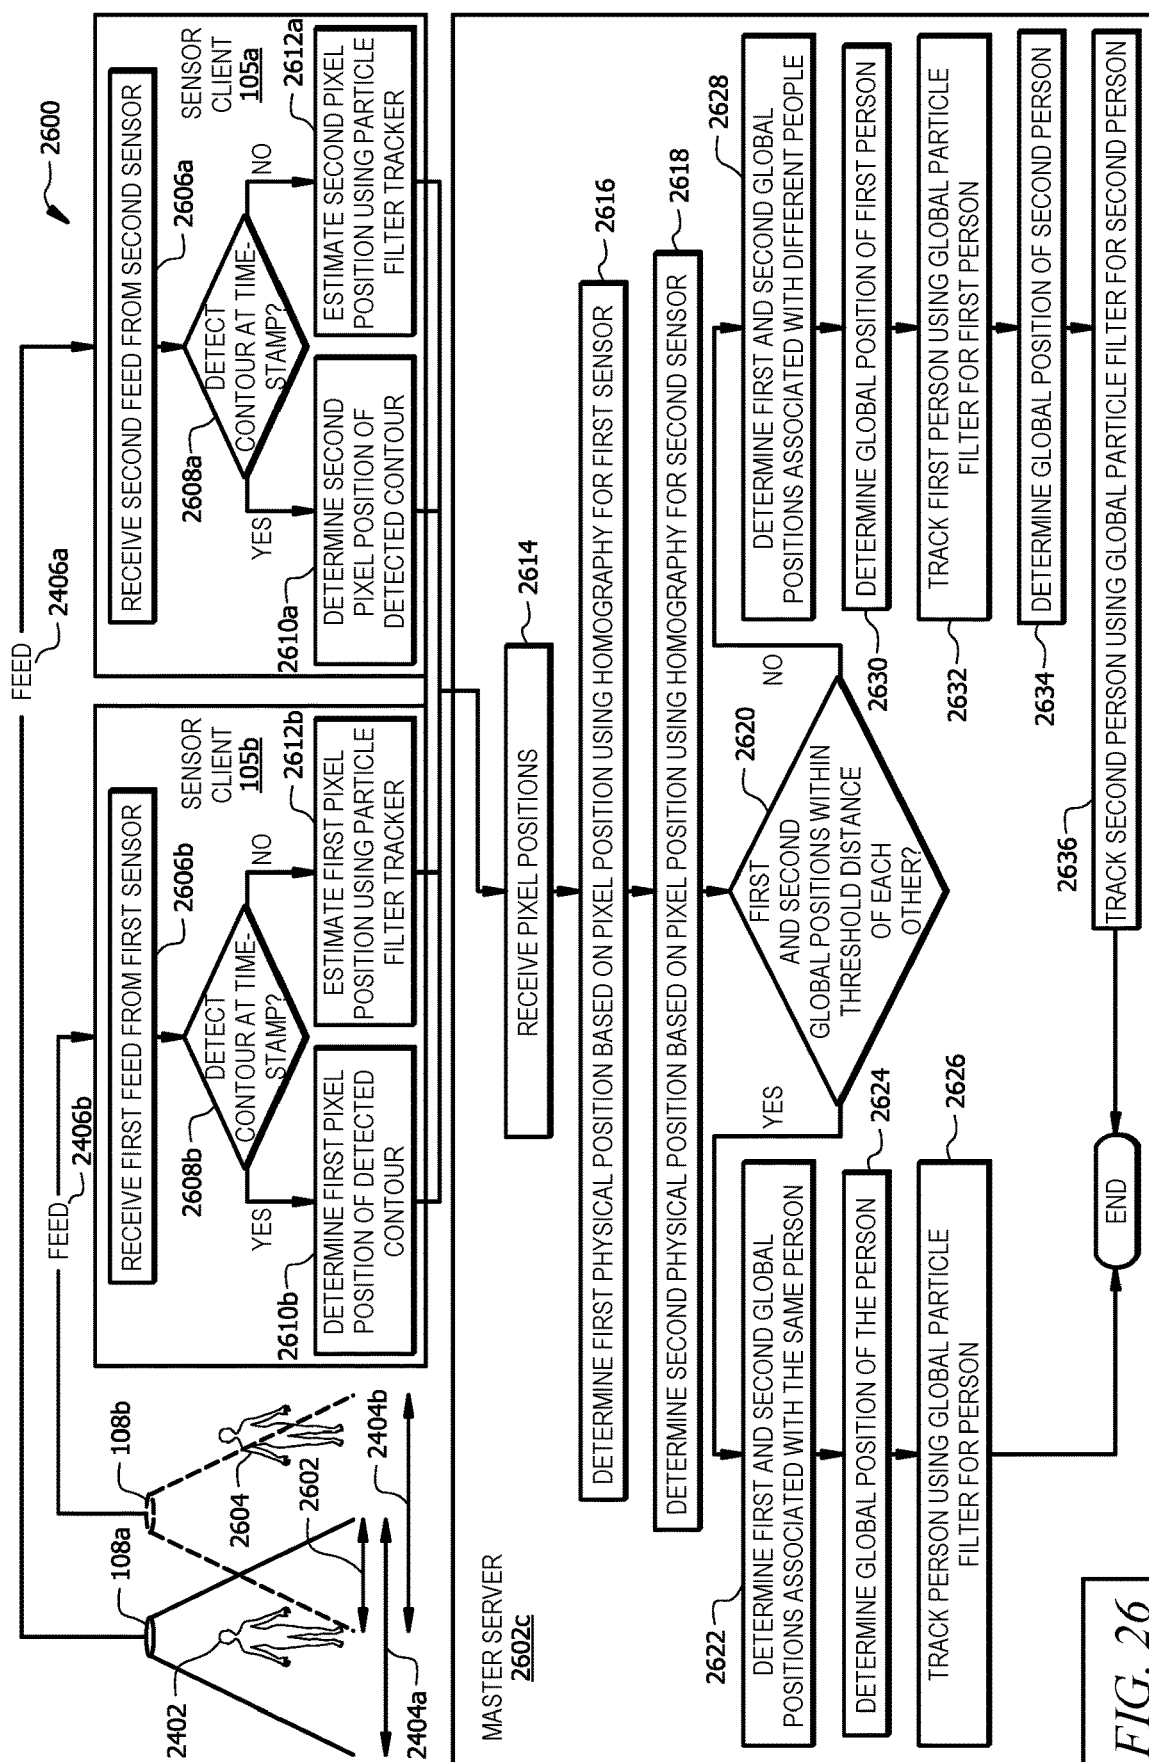 2600
FEED
2406a
FEED
2406b
108a
108b
2402
2604
2602
2404a
2404b
RECEIVE FIRST FEED FROM FIRST SENSOR
2606b
SENSOR
CLIENT
105b
2608b
DETECT
CONTOUR AT TIME-
STAMP?
YES
NO
2610b
DETERMINE FIRST PIXEL
POSITION OF DETECTED
CONTOUR
2612b
ESTIMATE FIRST PIXEL
POSITION USING PARTICLE
FILTER TRACKER
RECEIVE SECOND FEED FROM SECOND SENSOR
2606a
SENSOR
CLIENT
105a
2608a
DETECT
CONTOUR AT TIME-
STAMP?
YES
NO
2610a
DETERMINE SECOND
PIXEL POSITION OF
DETECTED CONTOUR
2612a
ESTIMATE SECOND PIXEL
POSITION USING PARTICLE
FILTER TRACKER
MASTER SERVER
2602c
RECEIVE PIXEL POSITIONS
2614
DETERMINE FIRST PHYSICAL POSITION BASED ON PIXEL POSITION USING HOMOGRAPHY FOR FIRST SENSOR
2616
DETERMINE SECOND PHYSICAL POSITION BASED ON PIXEL POSITION USING HOMOGRAPHY FOR SECOND SENSOR
2618
FIRST
AND SECOND
GLOBAL POSITIONS WITHIN
THRESHOLD DISTANCE
OF EACH
OTHER?
2620
YES
NO
2622
DETERMINE FIRST AND SECOND GLOBAL
POSITIONS ASSOCIATED WITH THE SAME PERSON
DETERMINE GLOBAL POSITION OF THE PERSON
2624
TRACK PERSON USING GLOBAL PARTICLE
FILTER FOR PERSON
2626
DETERMINE FIRST AND SECOND GLOBAL
POSITIONS ASSOCIATED WITH DIFFERENT PEOPLE
2628
DETERMINE GLOBAL POSITION OF FIRST PERSON
2630
TRACK FIRST PERSON USING GLOBAL PARTICLE
FILTER FOR FIRST PERSON
2632
DETERMINE GLOBAL POSITION OF SECOND PERSON
2634
2636
TRACK SECOND PERSON USING GLOBAL PARTICLE FILTER FOR SECOND PERSON
END
FIG. 26